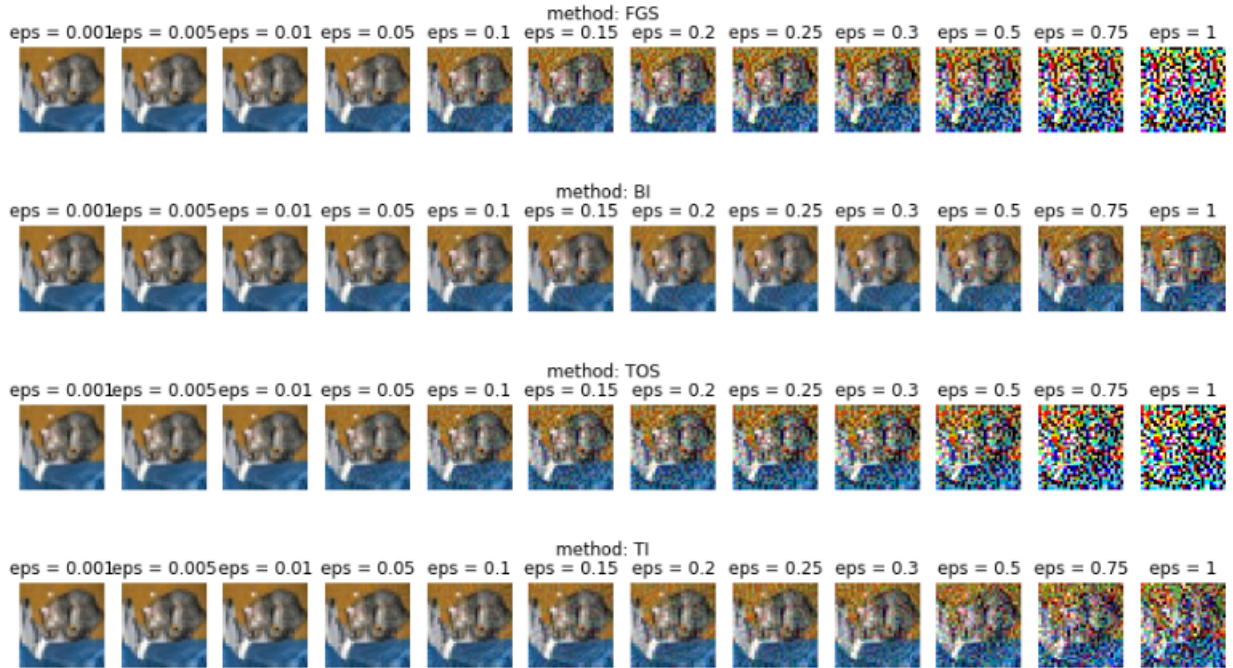 method: FGS
eps = 0.001 eps = 0.005 eps = 0.01 eps = 0.05 eps = 0.1 eps = 0.15 eps = 0.2 eps = 0.25 eps = 0.3 eps = 0.5 eps = 0.75 eps = 1
method: BI
eps = 0.001 eps = 0.005 eps = 0.01 eps = 0.05 eps = 0.1 eps = 0.15 eps = 0.2 eps = 0.25 eps = 0.3 eps = 0.5 eps = 0.75 eps = 1
method: TOS
eps = 0.001 eps = 0.005 eps = 0.01 eps = 0.05 eps = 0.1 eps = 0.15 eps = 0.2 eps = 0.25 eps = 0.3 eps = 0.5 eps = 0.75 eps = 1
method: TI
eps = 0.001 eps = 0.005 eps = 0.01 eps = 0.05 eps = 0.1 eps = 0.15 eps = 0.2 eps = 0.25 eps = 0.3 eps = 0.5 eps = 0.75 eps = 1